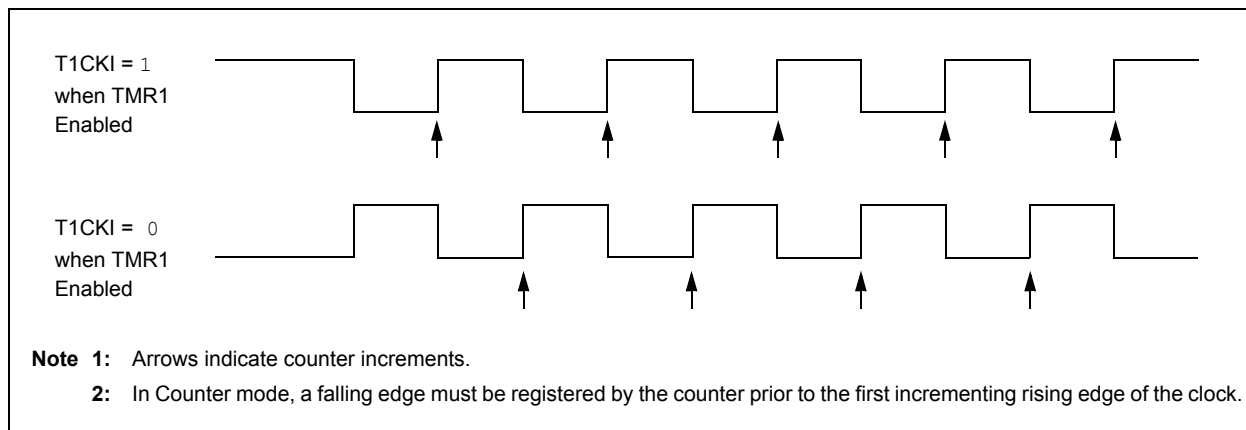 T1CKI = 1
when TMR1
Enabled
T1CKI = 0
when TMR1
Enabled
Note 1: Arrows indicate counter increments.
2: In Counter mode, a falling edge must be registered by the counter prior to the first incrementing rising edge of the clock.